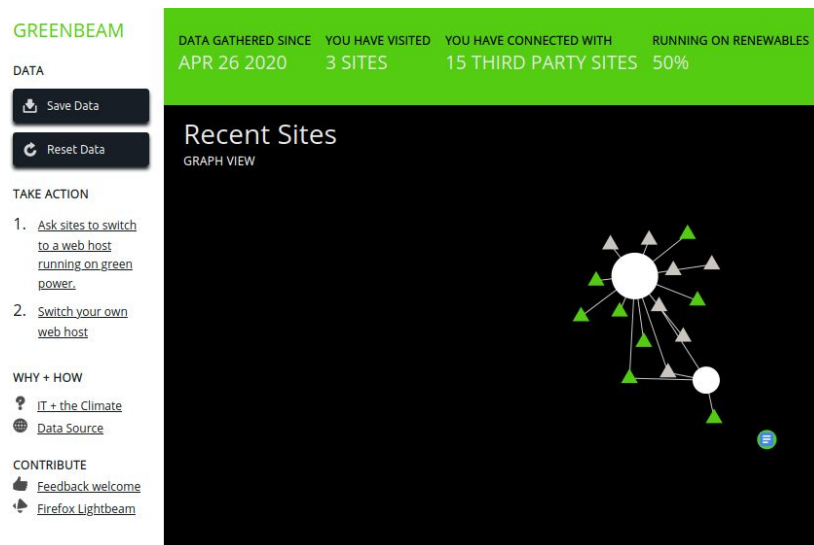 GREENBEAM
DATA
Save Data
Reset Data
TAKE ACTION
1. Ask sites to switch
to a web host
running on green
power.
2. Switch your own
web host
WHY + HOW
IT + the Climate
Data Source
CONTRIBUTE
Feedback welcome
Firefox Lightbeam
DATA GATHERED SINCE
APR 26 2020
YOU HAVE VISITED
3 SITES
YOU HAVE CONNECTED WITH
15 THIRD PARTY SITES
RUNNING ON RENEWABLES
50%
Recent Sites
GRAPH VIEW